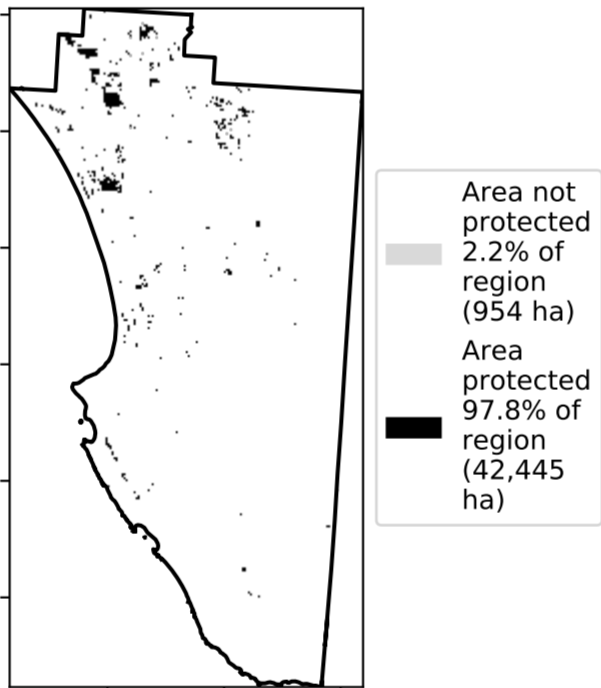 Area not
protected
2.2% of
region
(954 ha)
Area
protected
97.8% of
region
(42,445
ha)